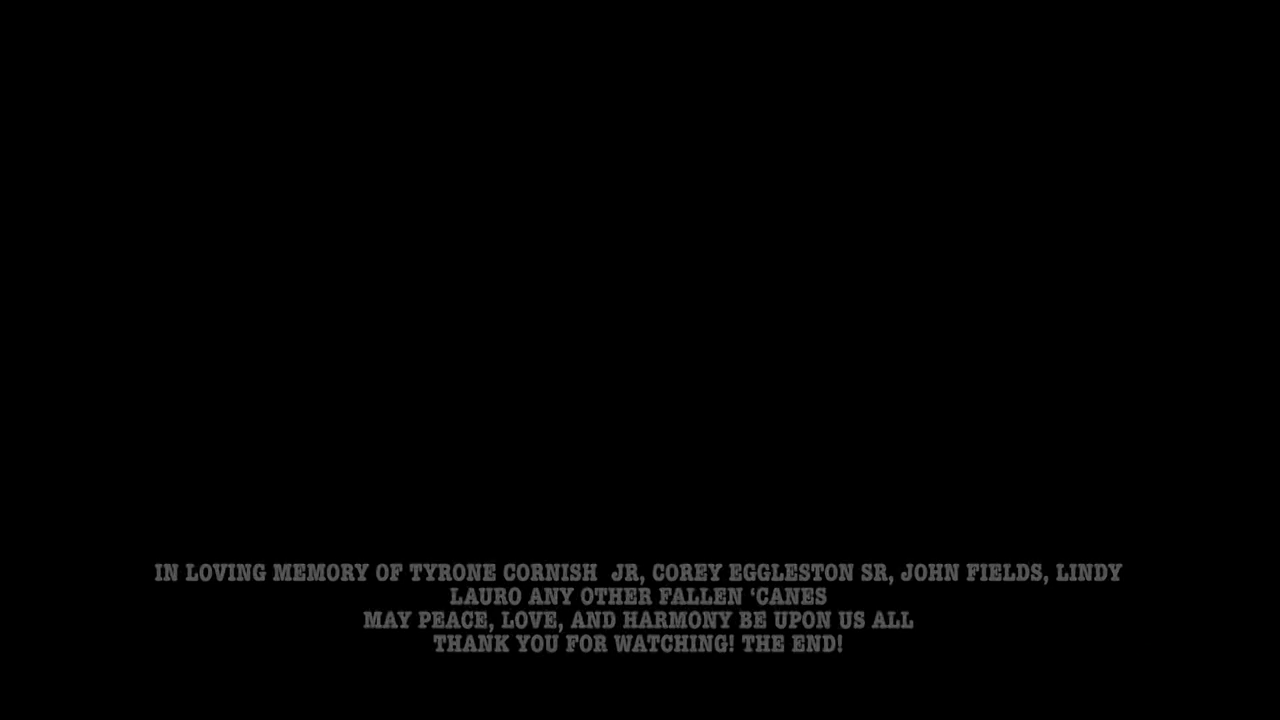 IN LOVING MEMORY OF TYRONE CORNISH  JR, COREY EGGLESTON SR, JOHN FIELDS, LINDY
LAURO ANY OTHER FALLEN ‘CANES
MAY PEACE, LOVE, AND HARMONY BE UPON US ALL
THANK YOU FOR WATCHING! THE END!